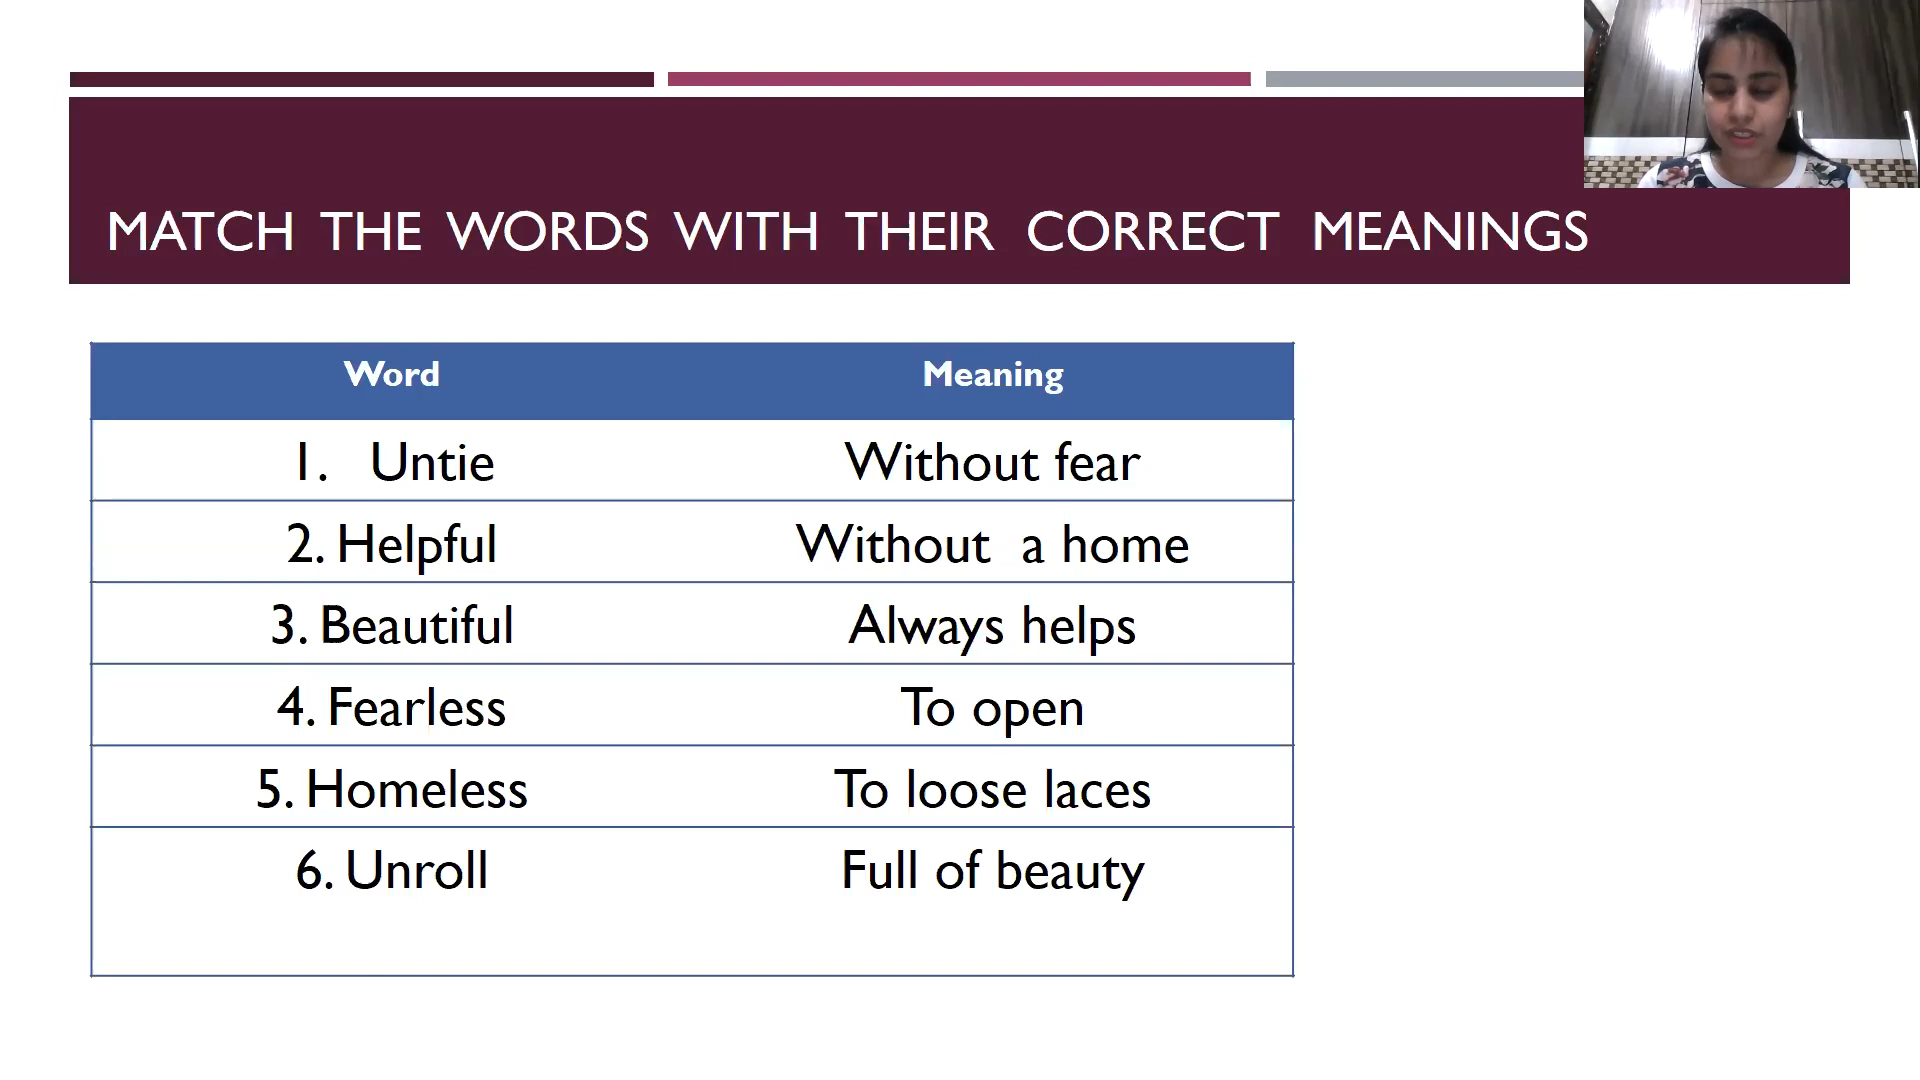 MATCH THE WORDS WITH THEIR CORRECT MEANINGS
Word Meaning
1. Untie Without fear
2. Helpful Without a home
3. Beautiful Always helps
4. Fearless To open
5. Homeless To loose laces
6. Unroll Full of beauty